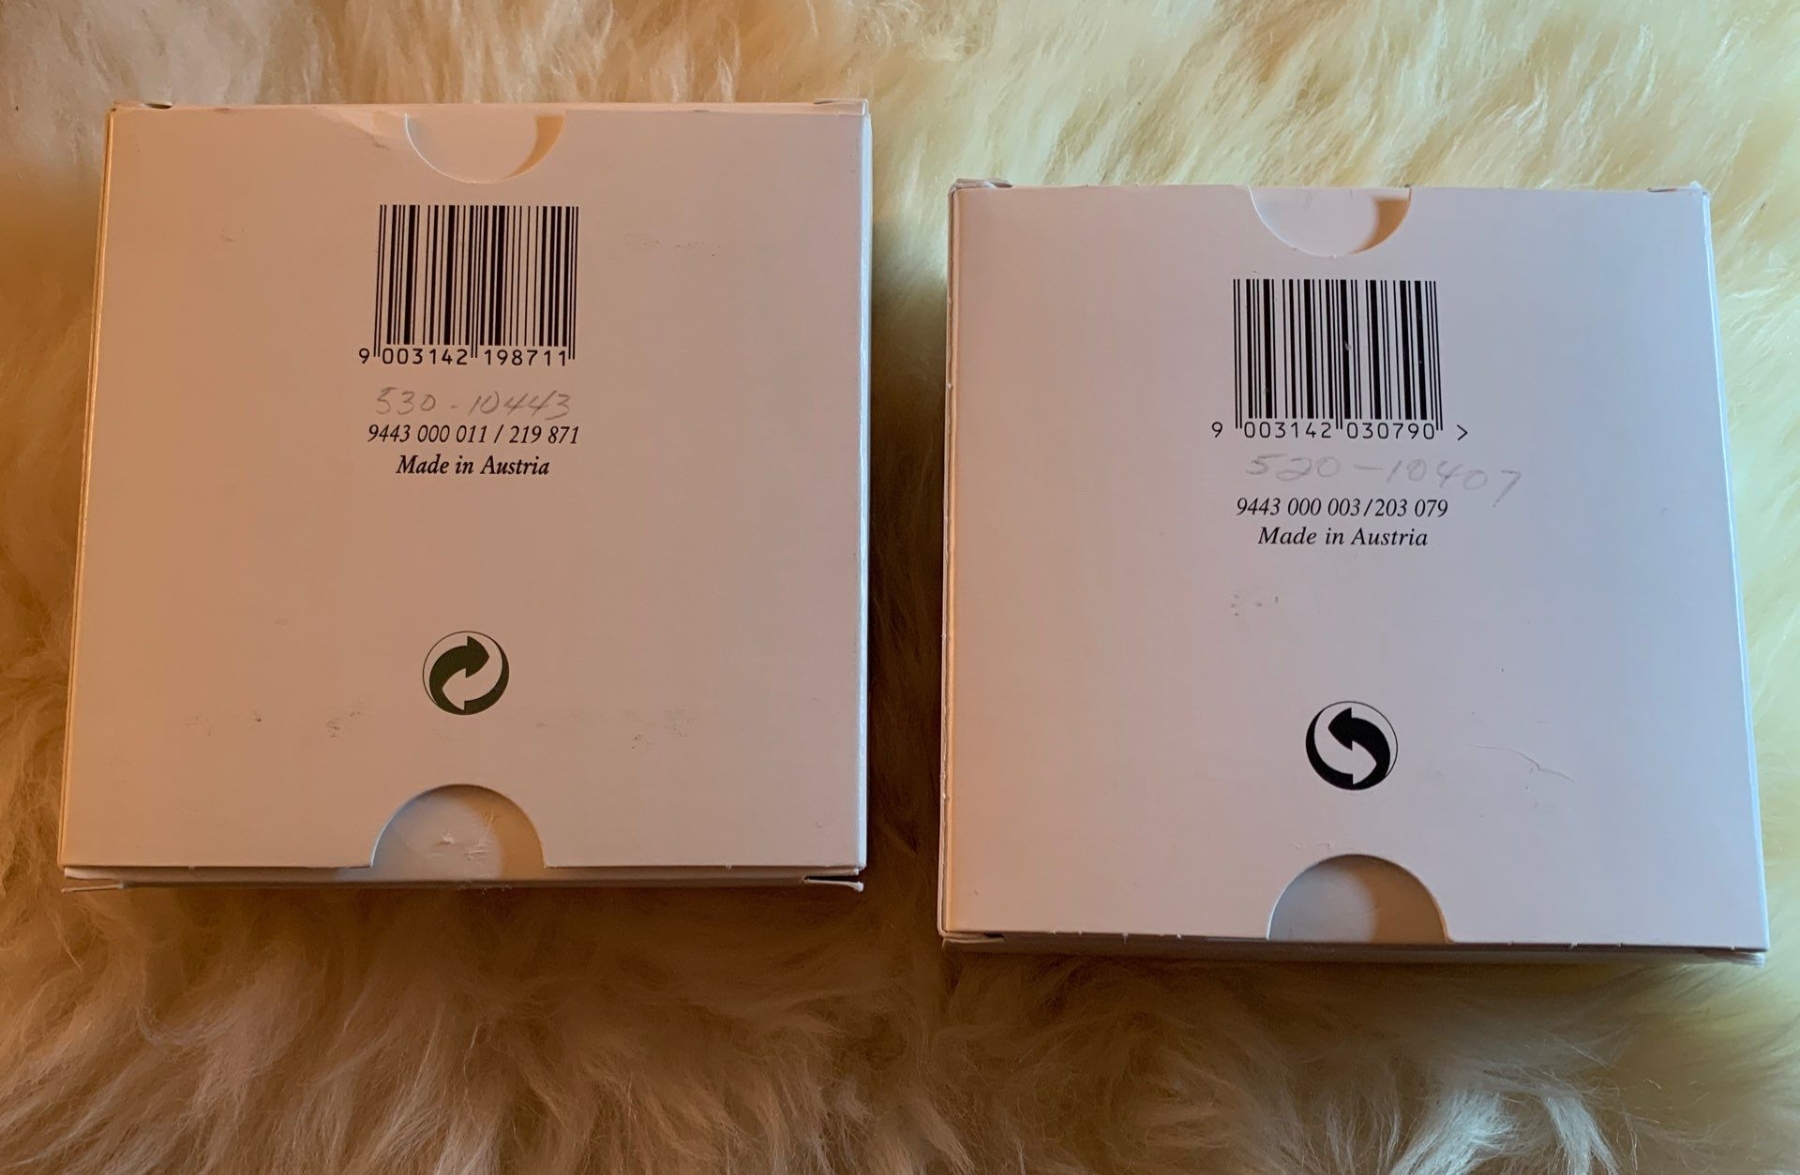 9 003142 198711
530-10443
9443 000 011 / 219 871
Made in Austria
9 003142 030790 >
520-10407
9443 000 003/203 079
Made in Austria